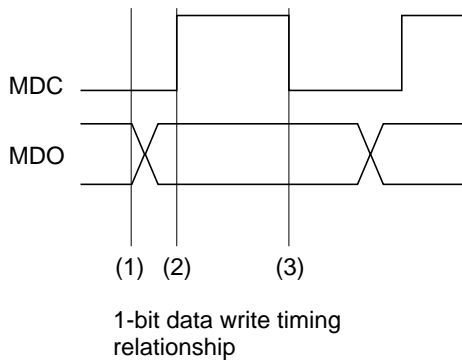 MDC
MDO
(1) (2) (3)
1-bit data write timing
relationship